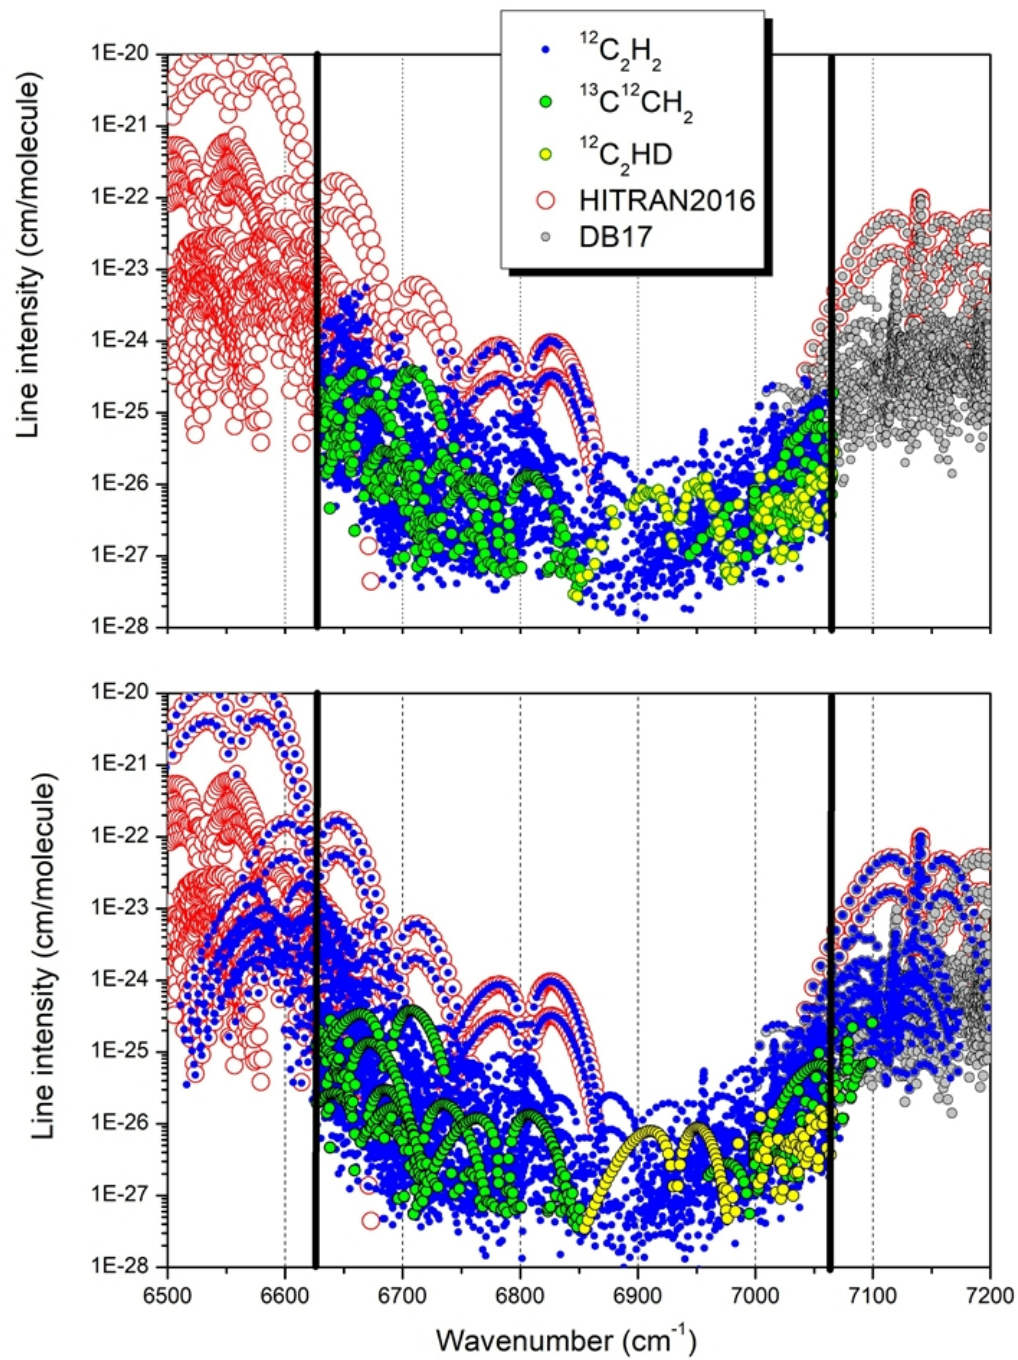 ¹²C₂H₂
¹³C¹²CH₂
¹²C₂HD
HITRAN2016
DB17
Line intensity (cm/molecule)
1E-20
1E-21
1E-22
1E-23
1E-24
1E-25
1E-26
1E-27
1E-28
Line intensity (cm/molecule)
1E-20
1E-21
1E-22
1E-23
1E-24
1E-25
1E-26
1E-27
1E-28
6500 6600 6700 6800 6900 7000 7100 7200
Wavenumber (cm⁻¹)